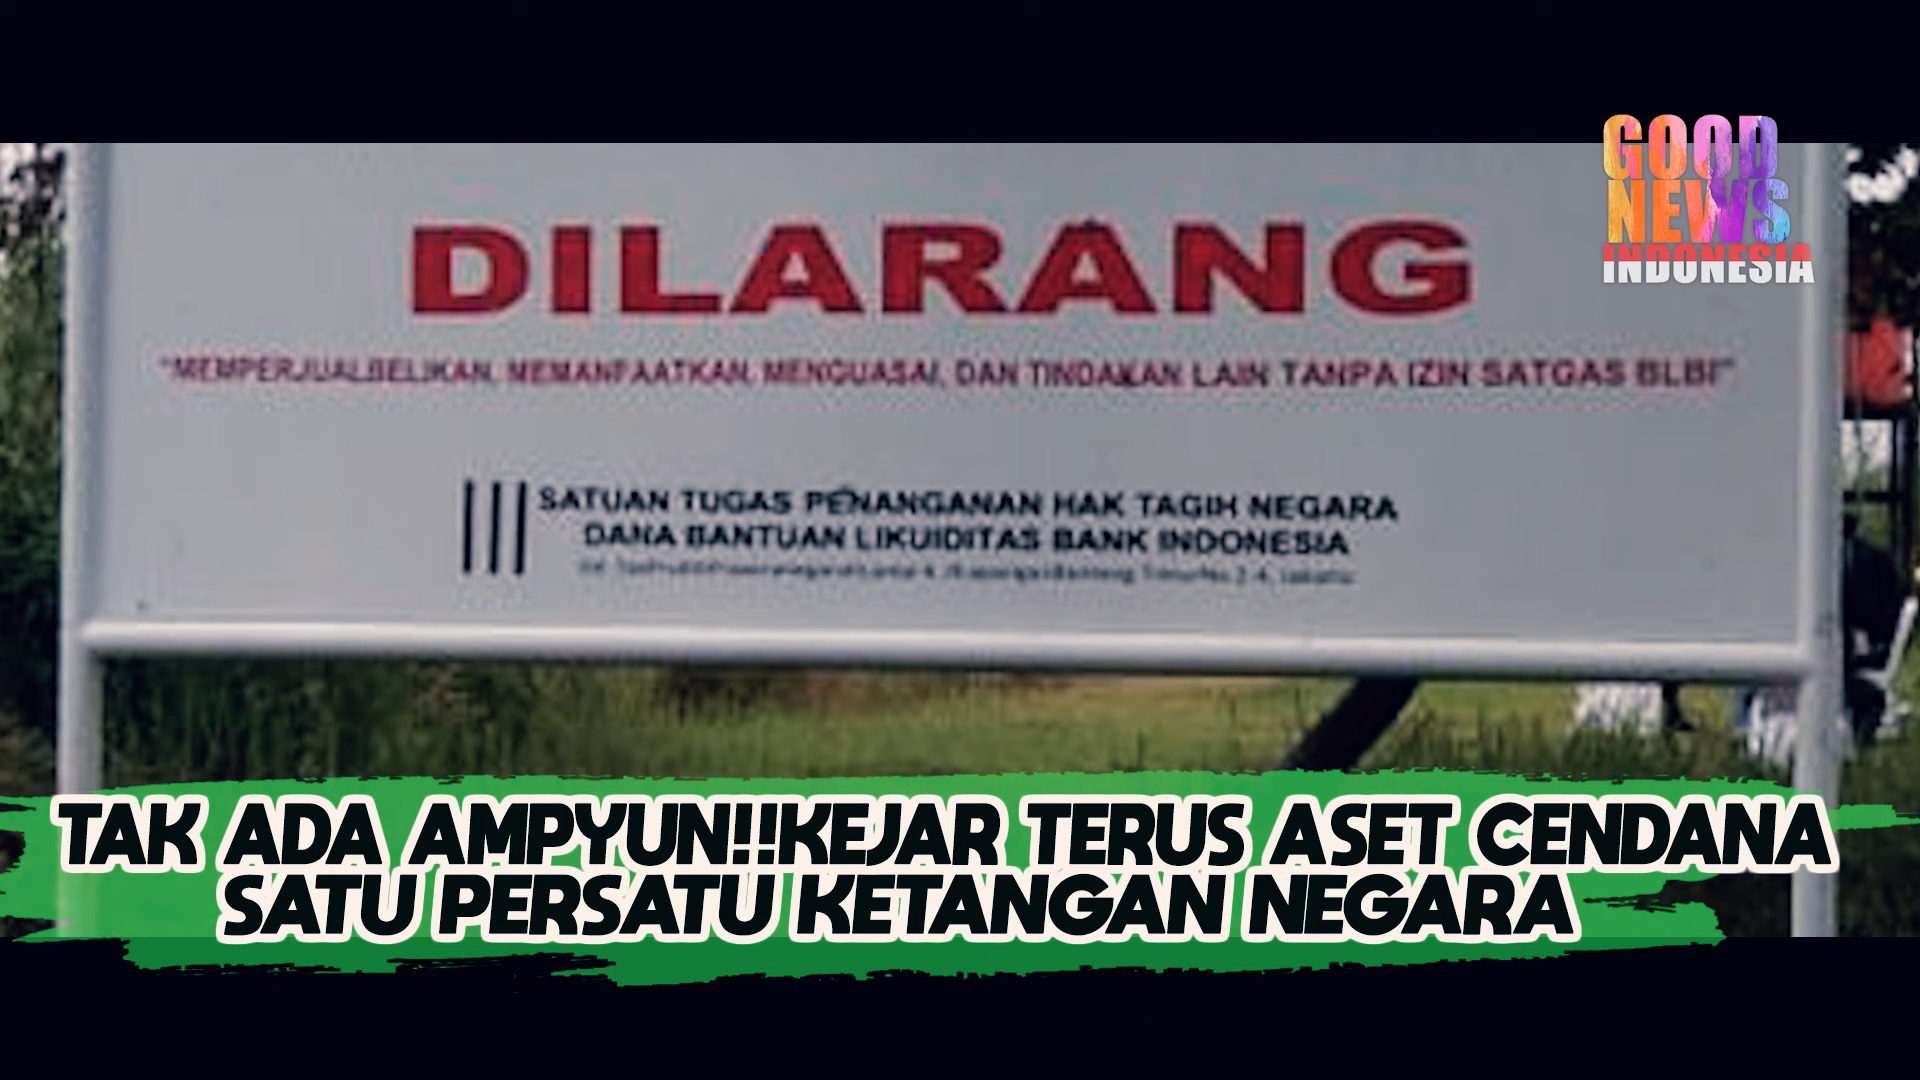 GOOD
NEWS
INDONESIA
DILARANG
"MEMPERJUALBELIKAN, MEMANFAATKAN, MENGUASAI, DAN TINDAKAN LAIN TANPA IZIN SATGAS BLBI"
SATUAN TUGAS PENANGANAN HAK TAGIH NEGARA
DANA BANTUAN LIKUIDITAS BANK INDONESIA
TAK ADA AMPYUN!!KEJAR TERUS ASET CENDANA
SATU PERSATU KETANGAN NEGARA